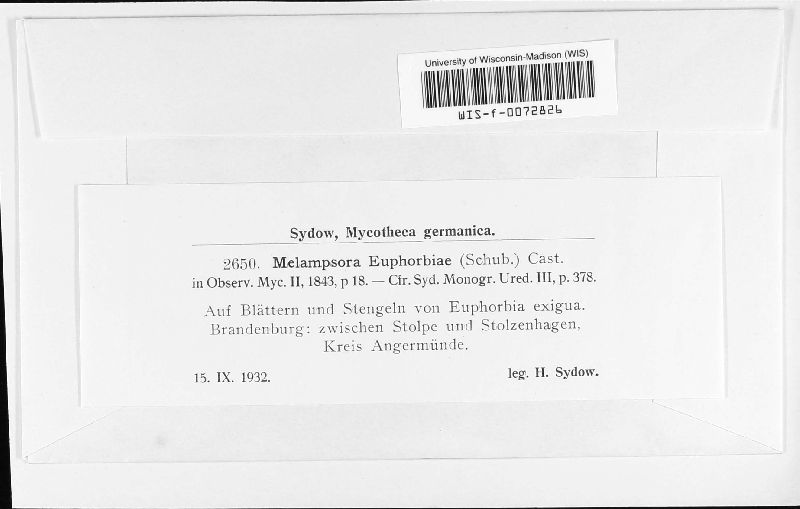 University of Wisconsin-Madison (WIS)
WIS-f-0072826
Sydow, Mycotheca germanica.
2650. Melampsora Euphorbiae (Schub.) Cast.
in Observ. Myc. II, 1843, p 18. — Cfr. Syd. Monogr. Ured. III, p. 378.
Auf Blättern und Stengeln von Euphorbia exigua.
Brandenburg: zwischen Stolpe und Stolzenhagen,
Kreis Angermünde.
15. IX. 1932.
leg. H. Sydow.